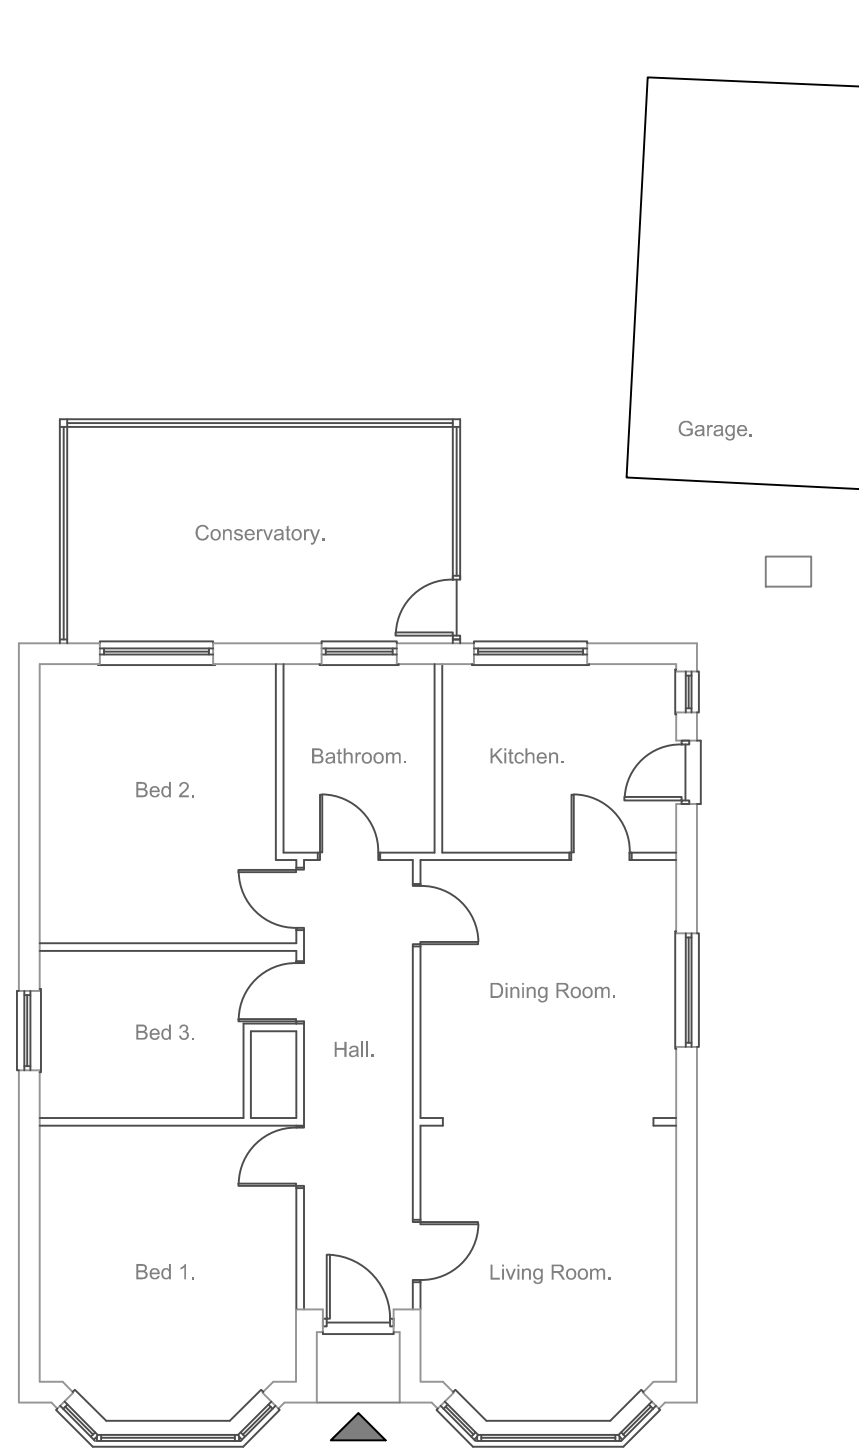 Garage.
Conservatory.
Bathroom.
Kitchen.
Bed 2.
Dining Room.
Bed 3.
Hall.
Bed 1.
Living Room.